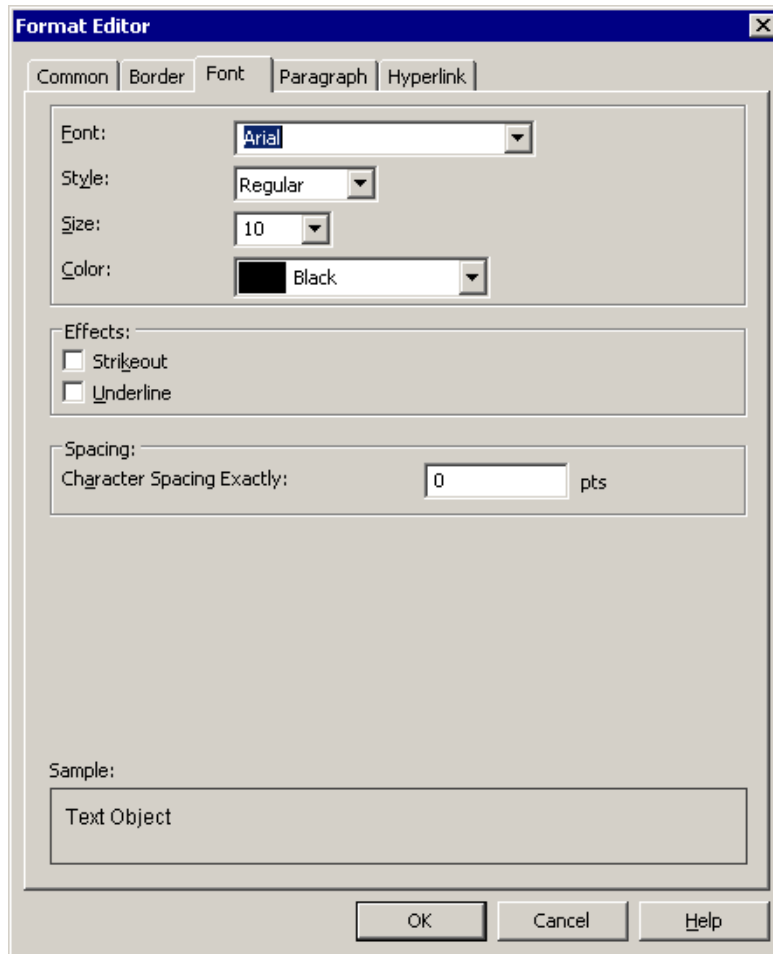 Format Editor
Common Border Font Paragraph Hyperlink
Font: Arial
Style: Regular
Size: 10
Color: Black
Effects:
Strikeout
Underline
Spacing:
Character Spacing Exactly: 0 pts
Sample:
Text Object
OK Cancel Help